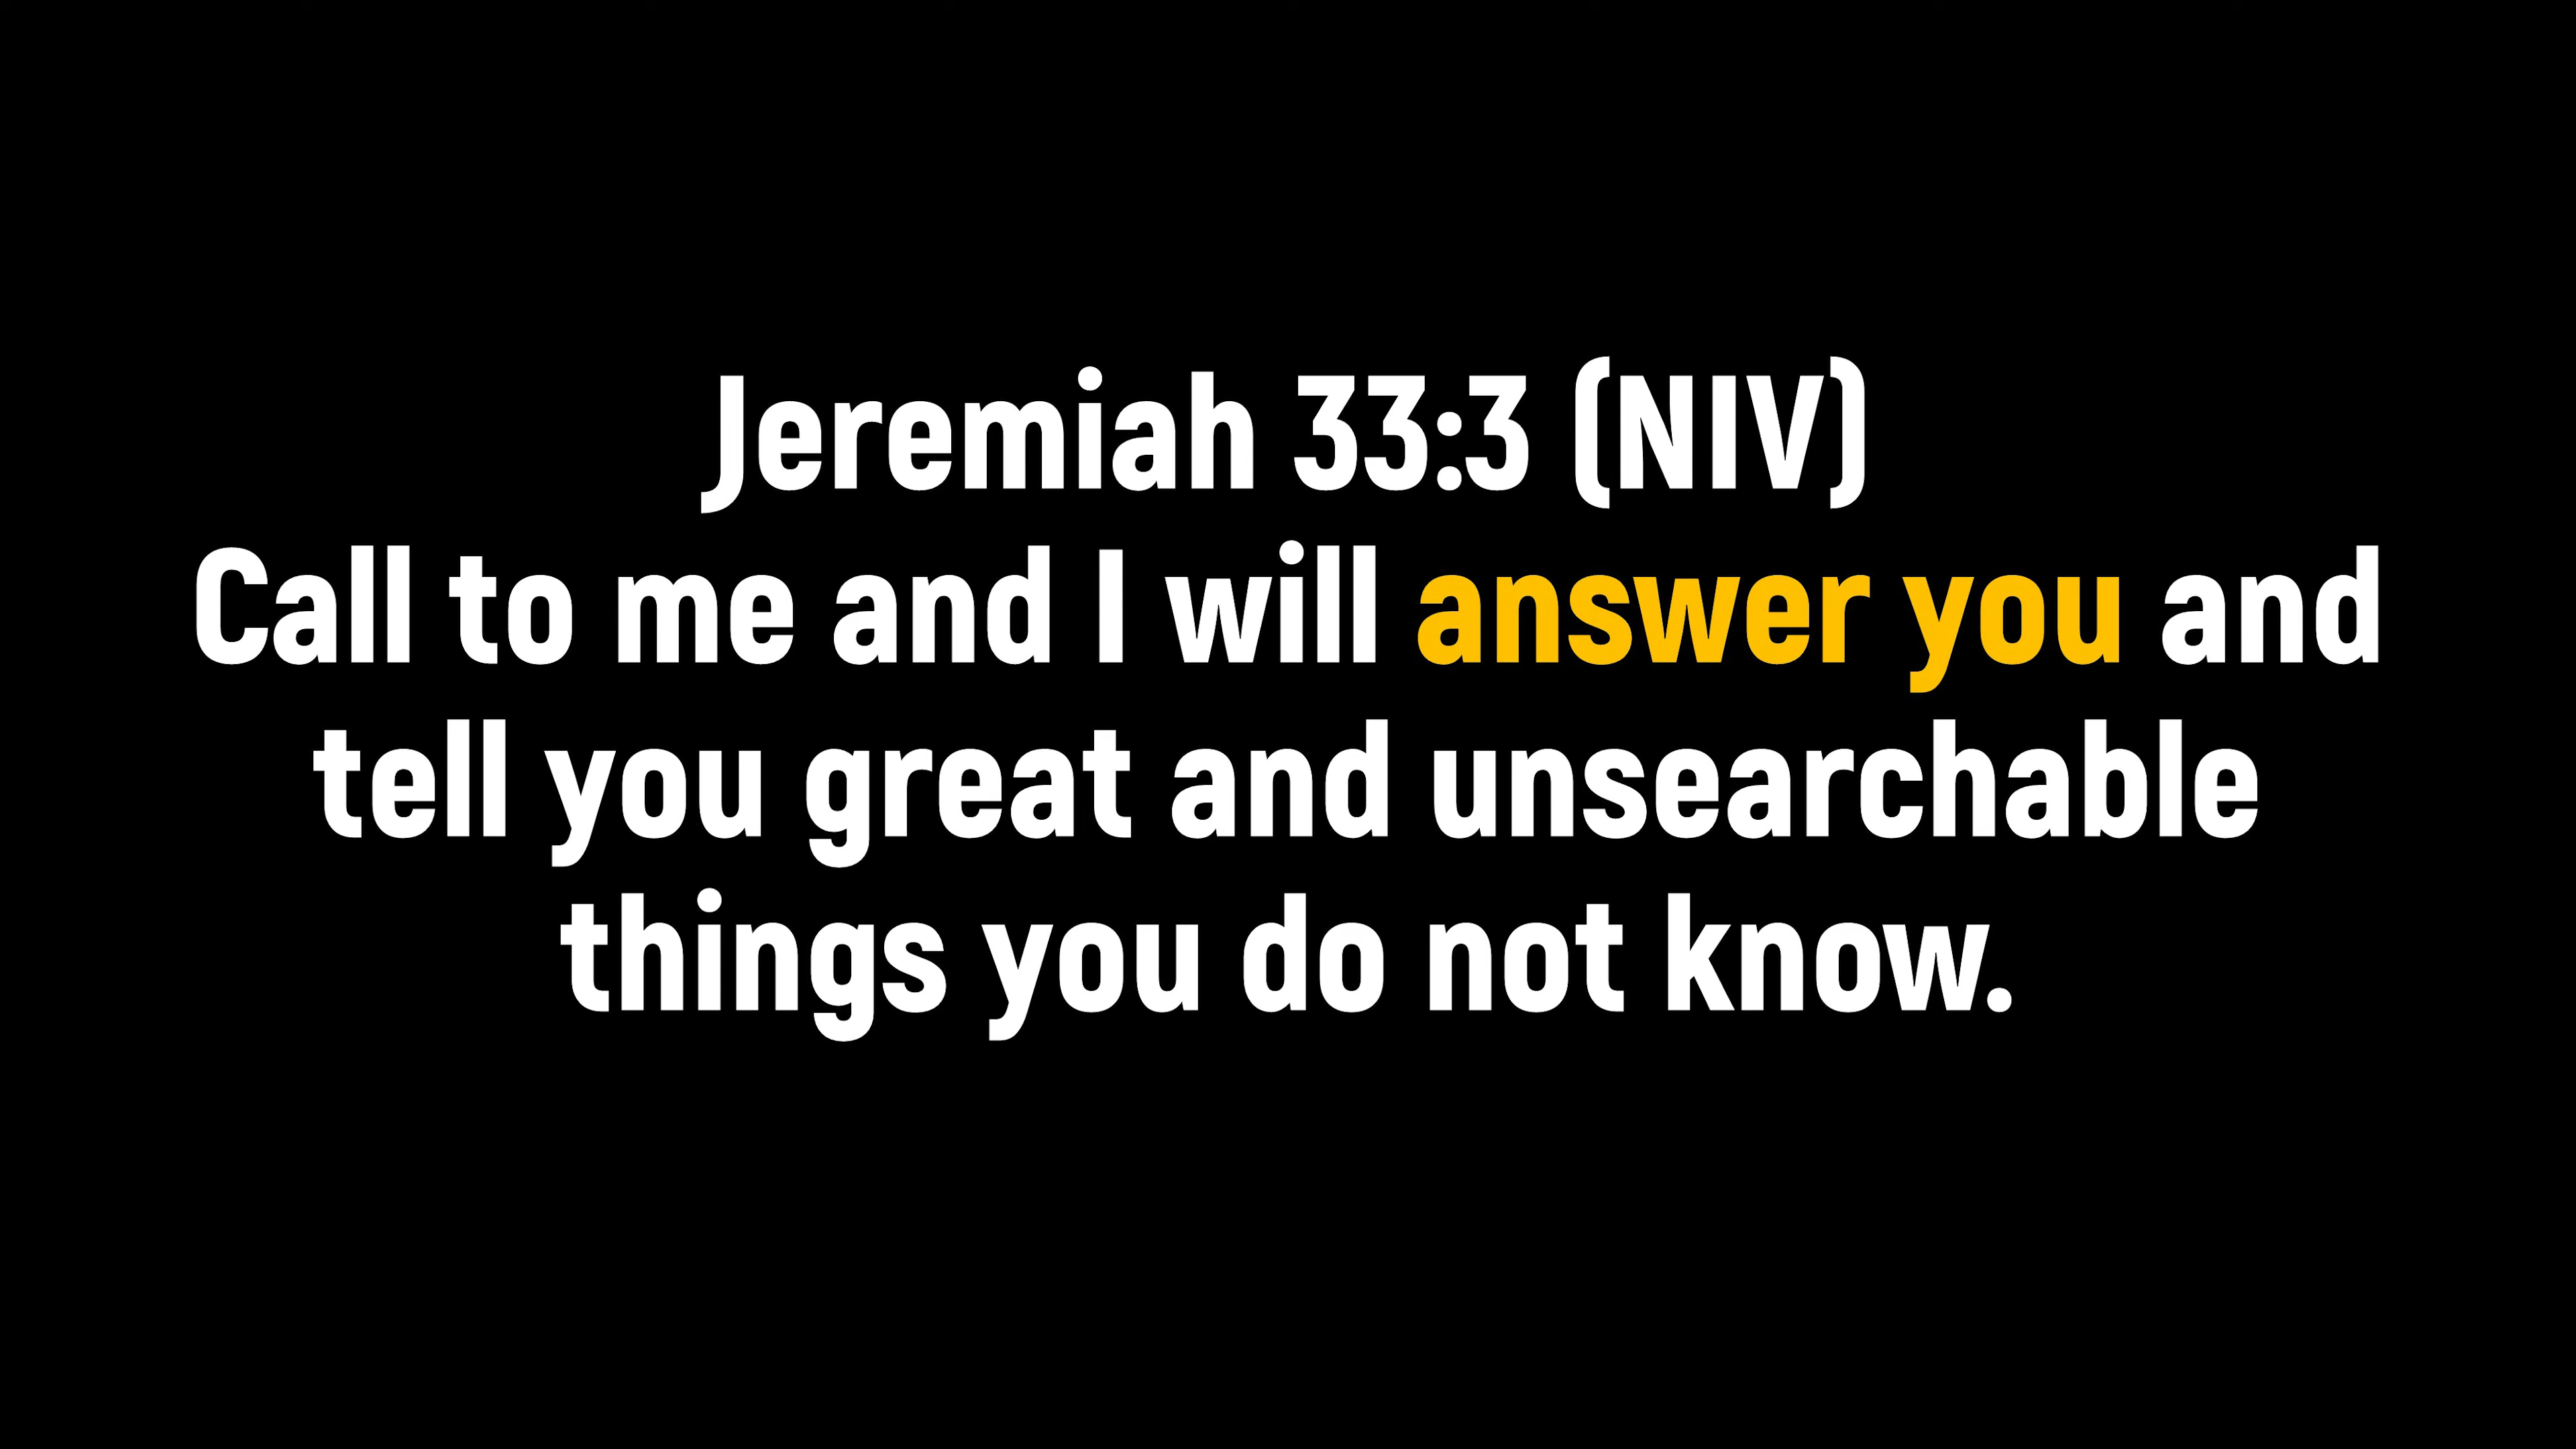 Jeremiah 33:3 (NIV)
Call to me and I will answer you and
tell you great and unsearchable
things you do not know.